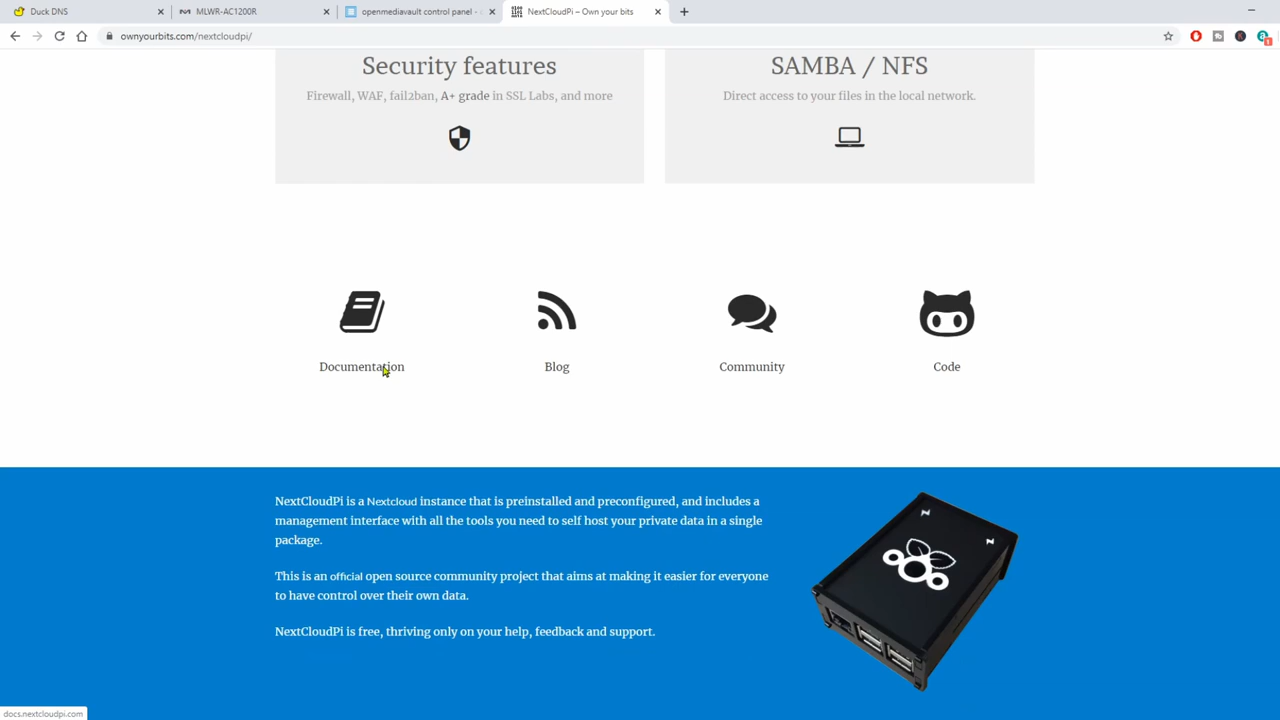 Duck DNS
MLWR-AC1200R
openmediavault control panel -
NextCloudPi – Own your bits
ownyourbits.com/nextcloudpi/
Security features
SAMBA / NFS
Firewall, WAF, fail2ban, A+ grade in SSL Labs, and more
Direct access to your files in the local network.
Documentation
Blog
Community
Code
NextCloudPi is a Nextcloud instance that is preinstalled and preconfigured, and includes a
management interface with all the tools you need to self host your private data in a single
package.
This is an official open source community project that aims at making it easier for everyone
to have control over their own data.
NextCloudPi is free, thriving only on your help, feedback and support.
docs.nextcloudpi.com